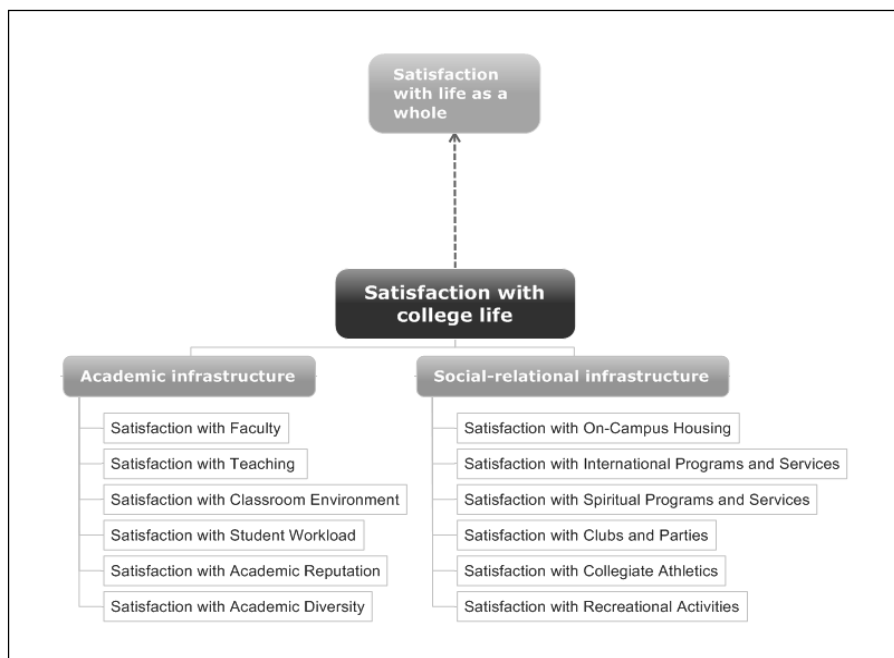 Satisfaction
with life as a
whole
Satisfaction with
college life
Academic infrastructure
Satisfaction with Faculty
Satisfaction with Teaching
Satisfaction with Classroom Environment
Satisfaction with Student Workload
Satisfaction with Academic Reputation
Satisfaction with Academic Diversity
Social-relational infrastructure
Satisfaction with On-Campus Housing
Satisfaction with International Programs and Services
Satisfaction with Spiritual Programs and Services
Satisfaction with Clubs and Parties
Satisfaction with Collegiate Athletics
Satisfaction with Recreational Activities